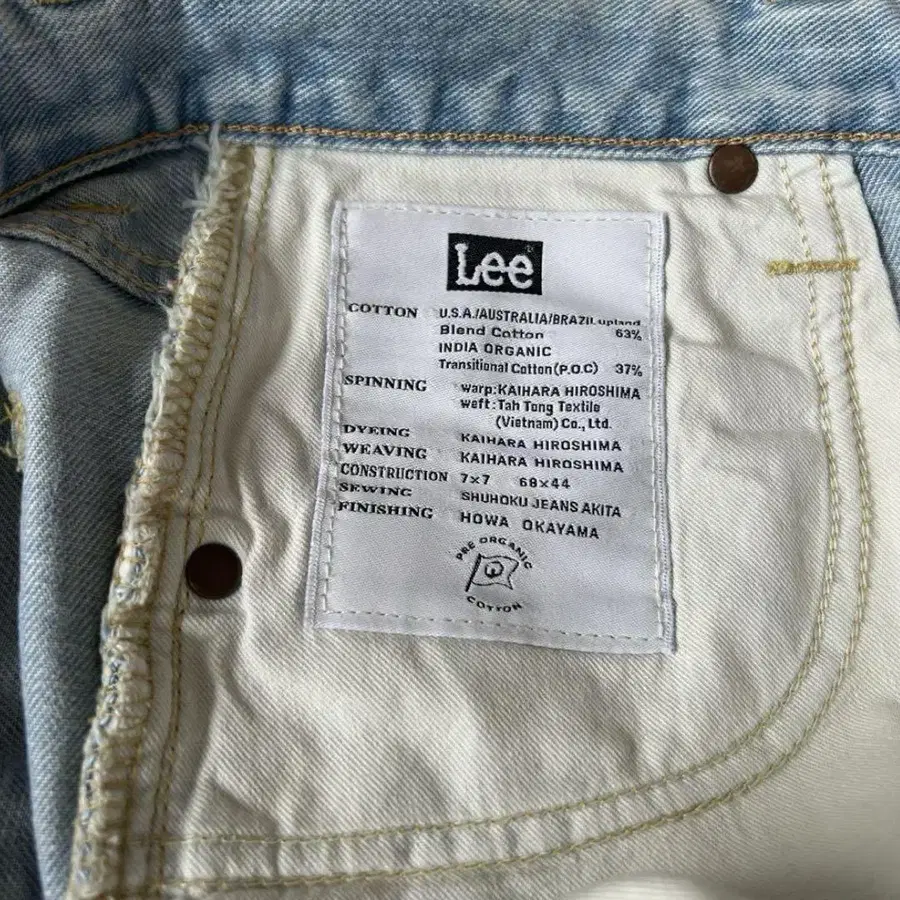 Lee
COTTON U.S.A./AUSTRALIA/BRAZIL upland
Blend Cotton 63%
INDIA ORGANIC
Transitional Cotton (P.O.C) 37%
SPINNING warp: KAIHARA HIROSHIMA
weft: Tah Tong Textile
(Vietnam) Co., Ltd.
DYEING KAIHARA HIROSHIMA
WEAVING KAIHARA HIROSHIMA
CONSTRUCTION 7×7 68×44
SEWING SHUHOKU JEANS AKITA
FINISHING HOWA OKAYAMA
PRE ORGANIC
COTTON